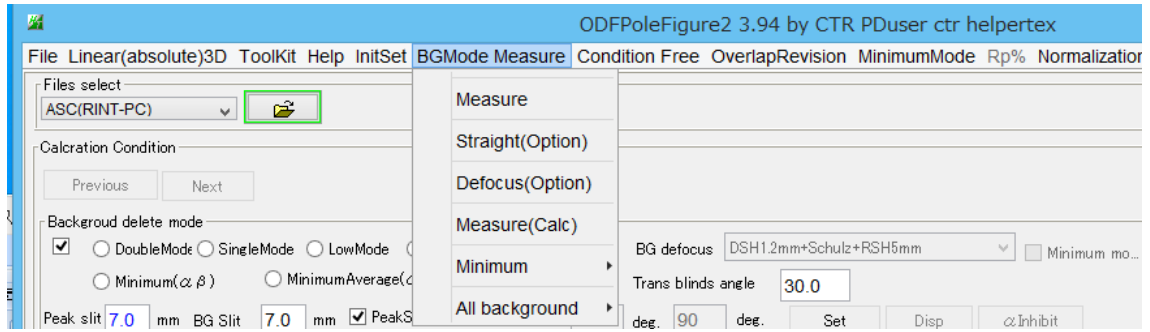 ODFPoleFigure2 3.94 by CTR PDuser ctr helpertex
File Linear(absolute)3D ToolKit Help InitSet BGMode Measure Condition Free OverlapRevision MinimumMode Rp% Normalization
Files select
ASC(RINT-PC)
Calcration Condition
Previous Next
Backgroud delete mode
DoubleMode SingleMode LowMode
Minimum(αβ) MinimumAverage(α
Peak slit 7.0 mm BG Slit 7.0 mm PeakS
Measure
Straight(Option)
Defocus(Option)
Measure(Calc)
Minimum
All background
BG defocus DSH1.2mm+Schulz+RSH5mm Minimum mo...
Trans blinds angle 30.0
deg. 90 deg. Set Disp αInhibit